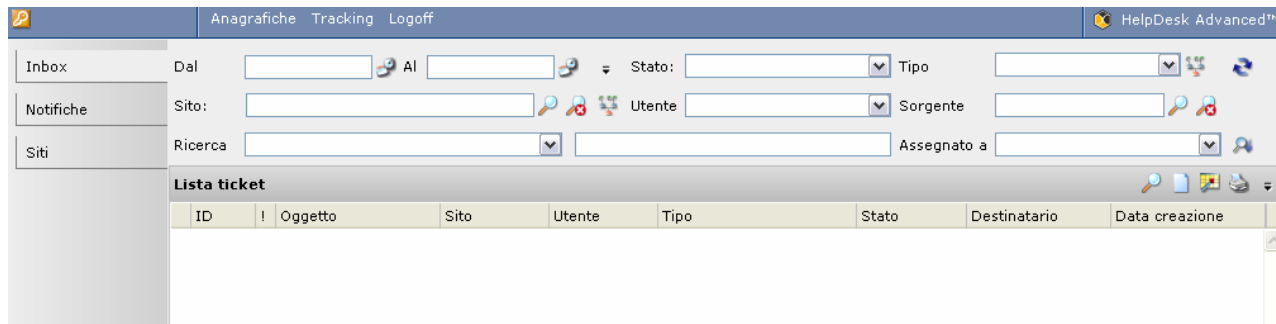 Anagrafiche Tracking Logoff HelpDesk Advanced™
Inbox
Notifiche
Siti
Dal Al Stato: Tipo
Sito: Utente Sorgente
Ricerca Assegnato a
Lista ticket
ID ! Oggetto Sito Utente Tipo Stato Destinatario Data creazione